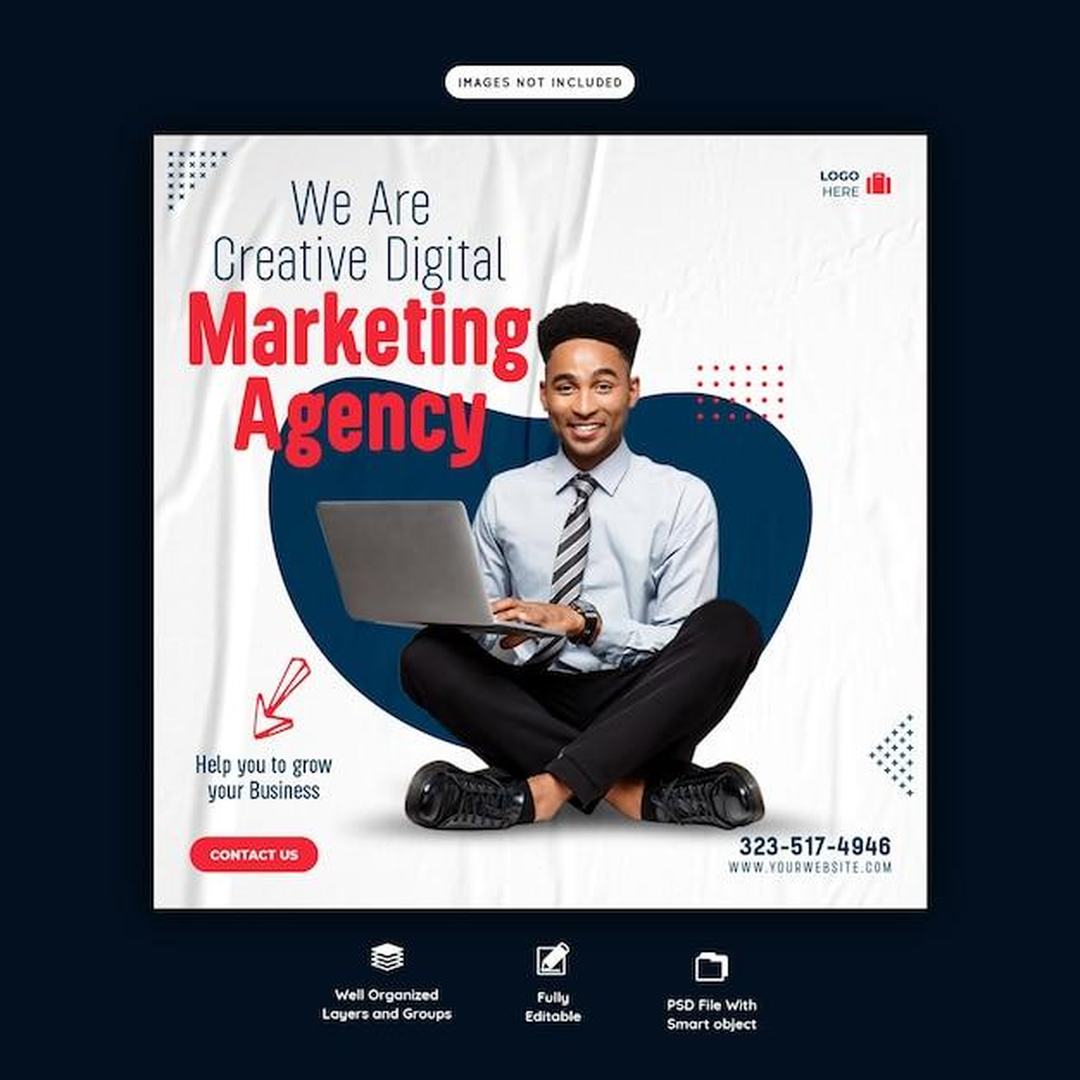 IMAGES NOT INCLUDED
We Are
Creative Digital
Marketing
Agency
LOGO
HERE
Help you to grow
your Business
CONTACT US
323-517-4946
WWW.YOURWEBSITE.COM
Well Organized
Layers and Groups
Fully
Editable
PSD File With
Smart object